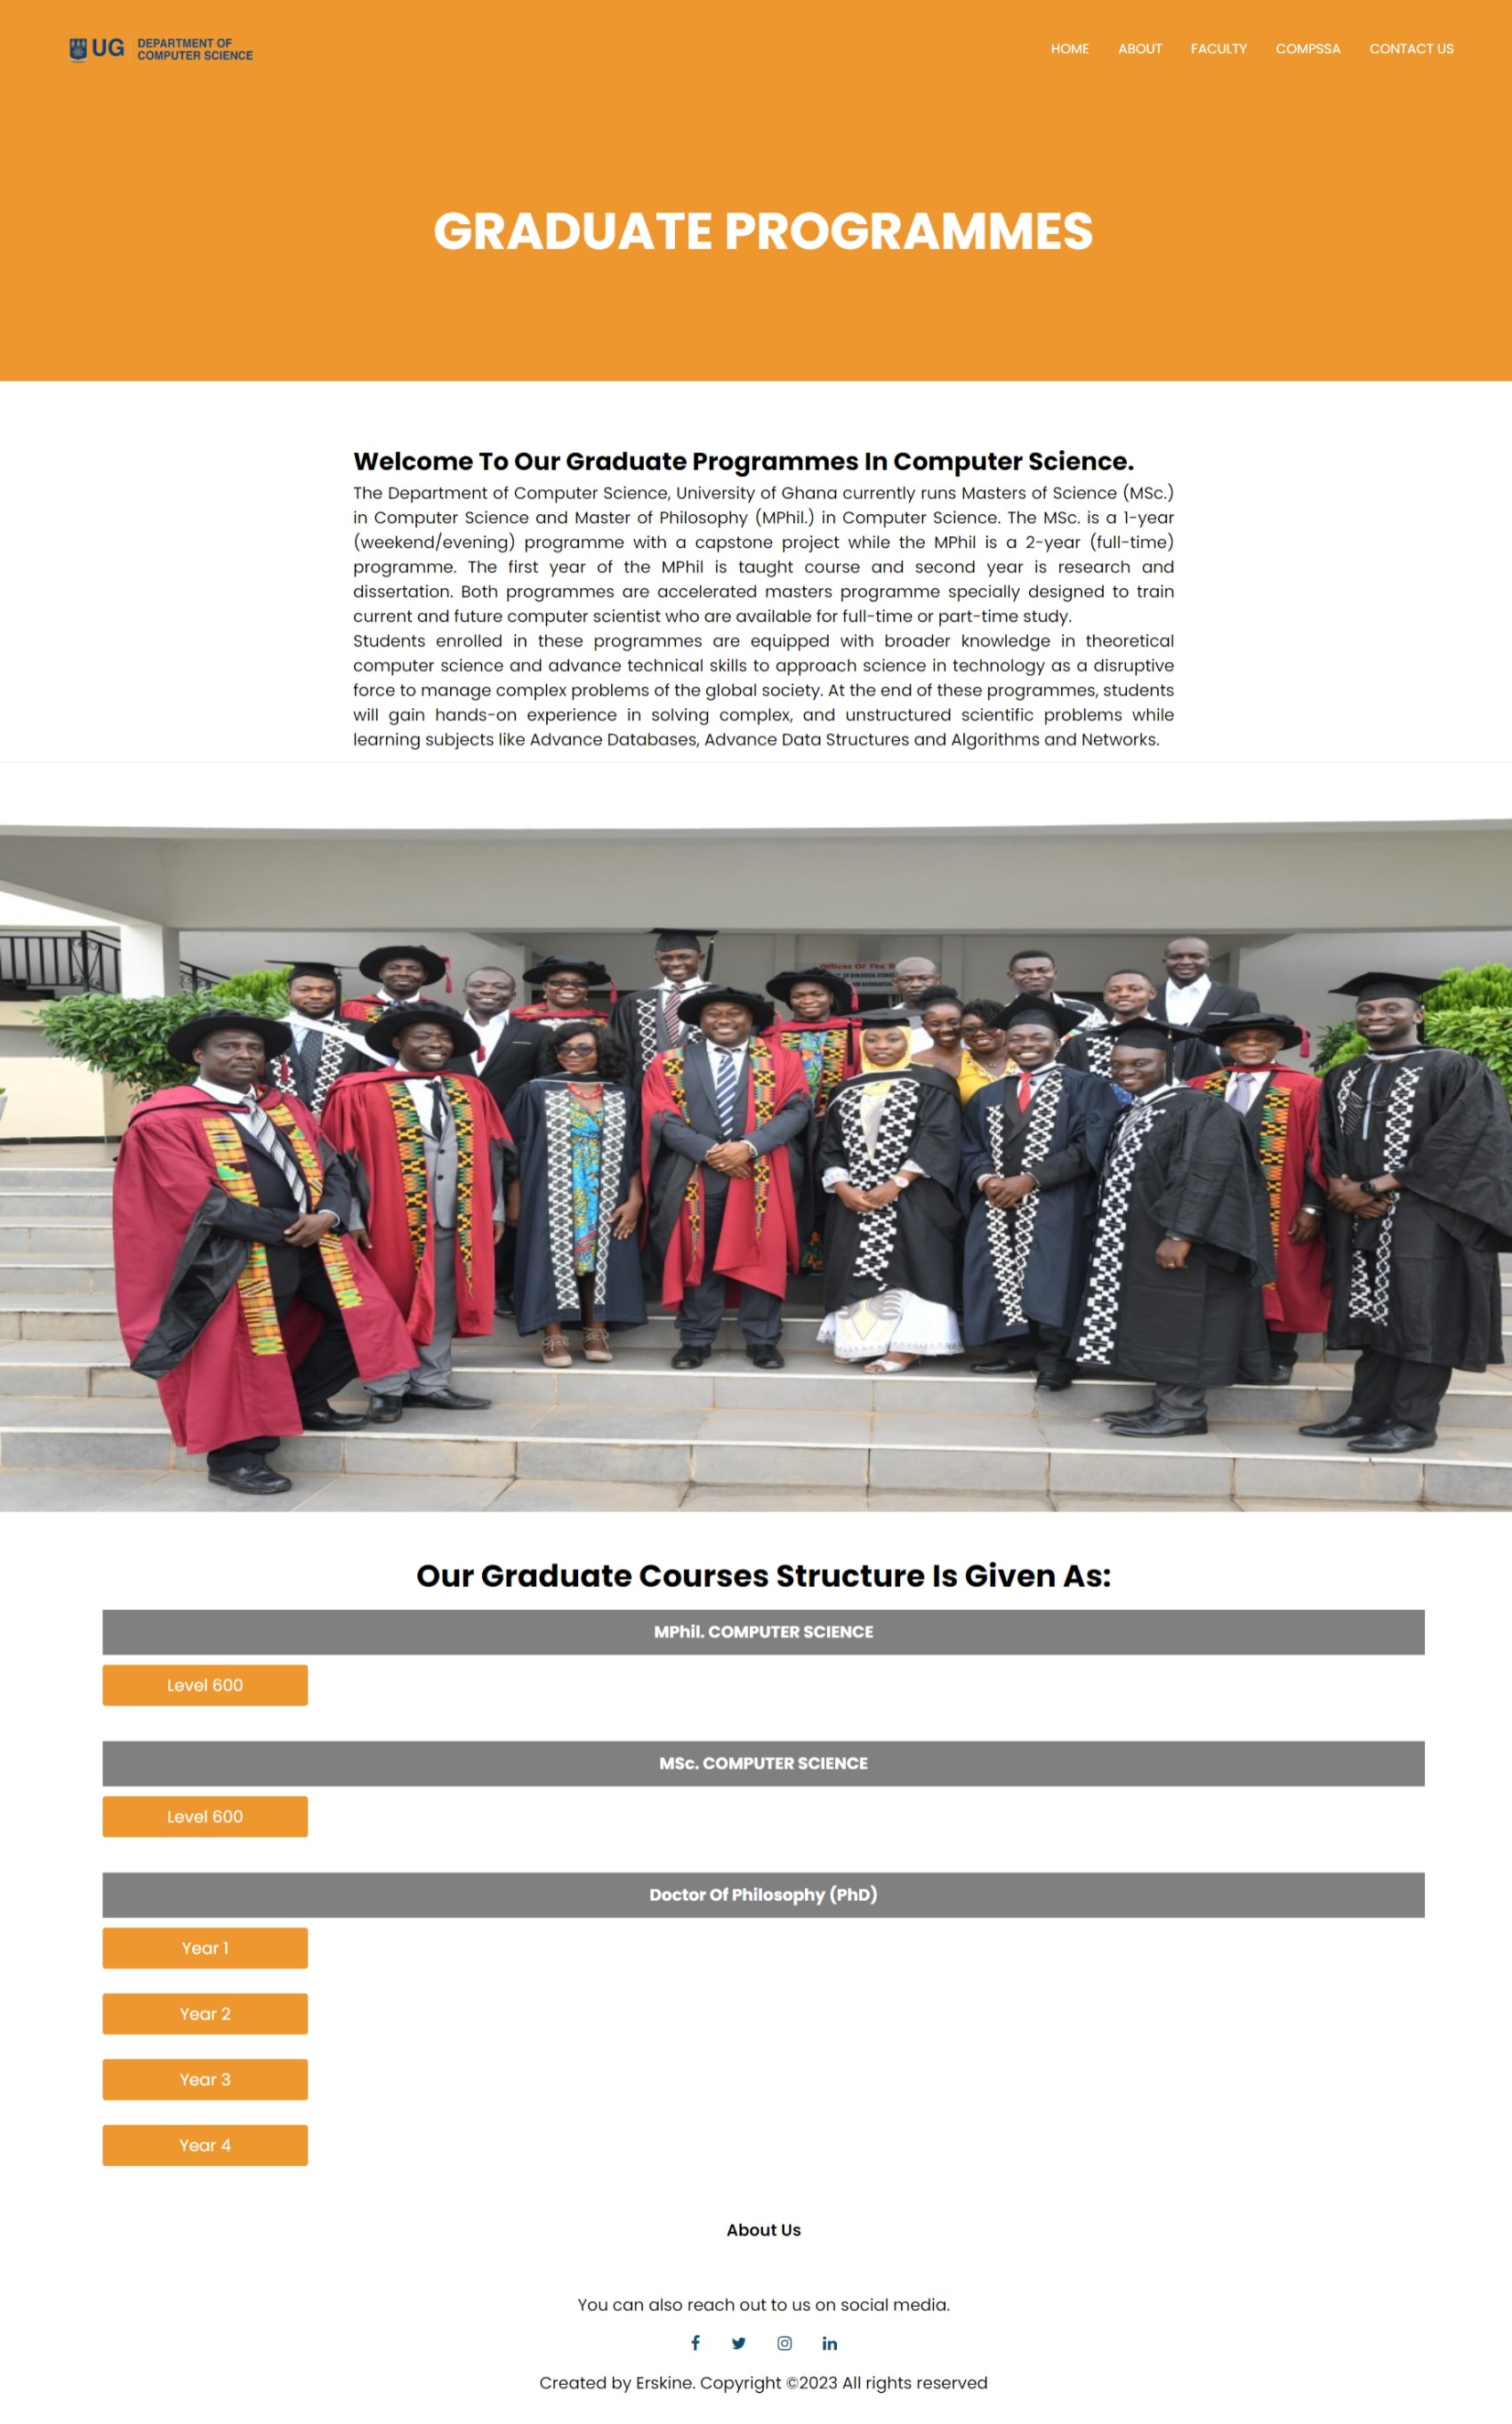 UG DEPARTMENT OF
COMPUTER SCIENCE
HOME ABOUT FACULTY COMPSSA CONTACT US
GRADUATE PROGRAMMES
Welcome To Our Graduate Programmes In Computer Science.
The Department of Computer Science, University of Ghana currently runs Masters of Science (MSc.)
in Computer Science and Master of Philosophy (MPhil.) in Computer Science. The MSc. is a 1-year
(weekend/evening) programme with a capstone project while the MPhil is a 2-year (full-time)
programme. The first year of the MPhil is taught course and second year is research and
dissertation. Both programmes are accelerated masters programme specially designed to train
current and future computer scientist who are available for full-time or part-time study.
Students enrolled in these programmes are equipped with broader knowledge in theoretical
computer science and advance technical skills to approach science in technology as a disruptive
force to manage complex problems of the global society. At the end of these programmes, students
will gain hands-on experience in solving complex, and unstructured scientific problems while
learning subjects like Advance Databases, Advance Data Structures and Algorithms and Networks.
Offices Of The
Our Graduate Courses Structure Is Given As:
MPhil. COMPUTER SCIENCE
Level 600
MSc. COMPUTER SCIENCE
Level 600
Doctor Of Philosophy (PhD)
Year 1
Year 2
Year 3
Year 4
About Us
You can also reach out to us on social media.
Created by Erskine. Copyright ©2023 All rights reserved